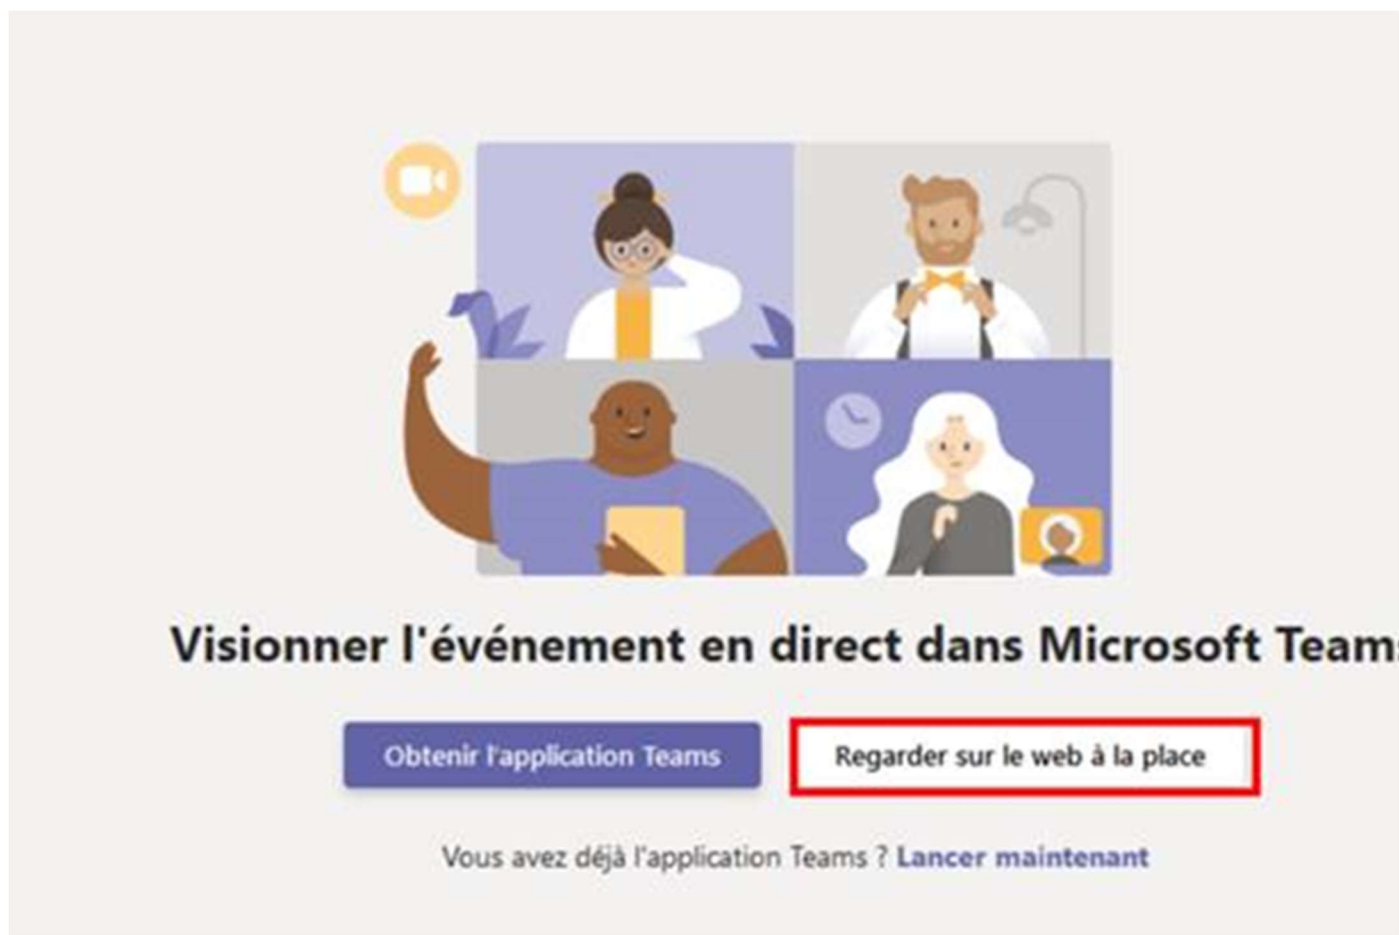 Visionner l'événement en direct dans Microsoft Teams
Obtenir l'application Teams
Regarder sur le web à la place
Vous avez déjà l'application Teams ? Lancer maintenant